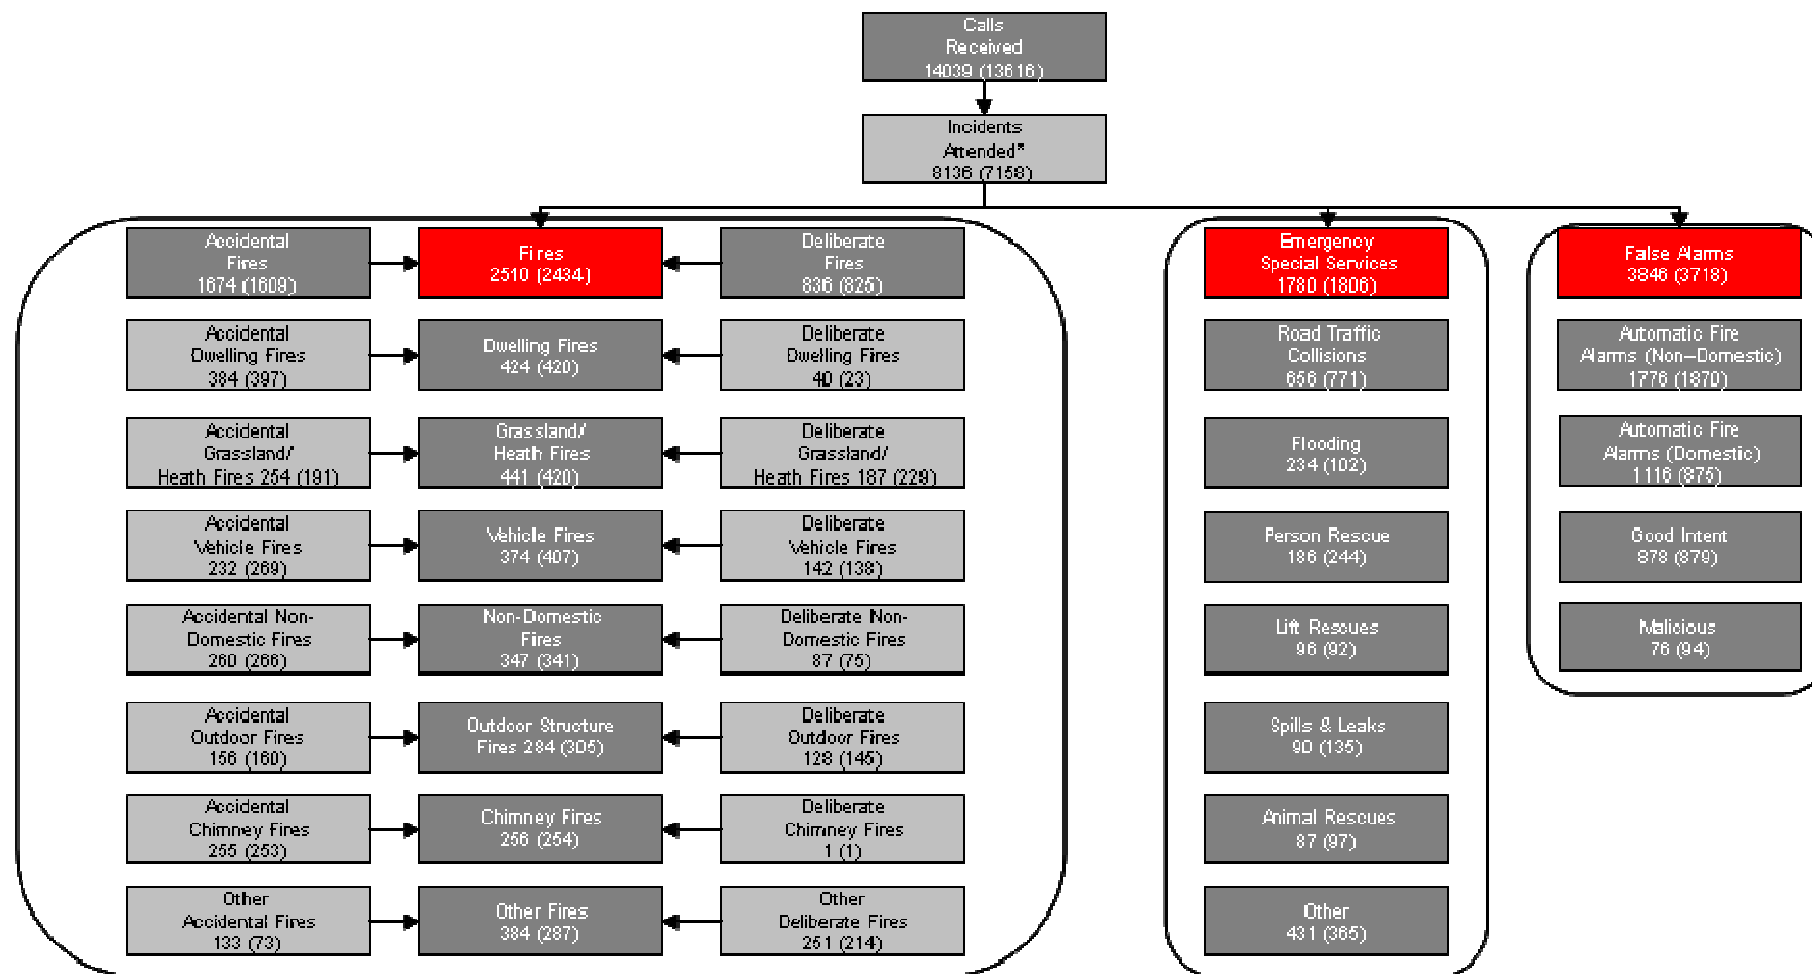 Calls
Received
14039 (13616)
Incidents
Attended*
8136 (7158)
Accidental
Fires
1674 (1609)
Fires
2510 (2434)
Deliberate
Fires
836 (825)
Emergency
Special Services
1780 (1806)
False Alarms
3846 (3718)
Accidental
Dwelling Fires
384 (397)
Dwelling Fires
424 (420)
Deliberate
Dwelling Fires
40 (23)
Road Traffic
Collisions
656 (771)
Automatic Fire
Alarms (Non-Domestic)
1776 (1870)
Accidental
Grassland/
Heath Fires 254 (191)
Grassland/
Heath Fires
441 (420)
Deliberate
Grassland/
Heath Fires 187 (229)
Flooding
234 (102)
Automatic Fire
Alarms (Domestic)
1116 (875)
Accidental
Vehicle Fires
232 (269)
Vehicle Fires
374 (407)
Deliberate
Vehicle Fires
142 (138)
Person Rescue
186 (244)
Good Intent
878 (879)
Accidental Non-
Domestic Fires
260 (266)
Non-Domestic
Fires
347 (341)
Deliberate Non-
Domestic Fires
87 (75)
Lift Rescues
96 (92)
Malicious
76 (94)
Accidental
Outdoor Fires
156 (160)
Outdoor Structure
Fires 284 (305)
Deliberate
Outdoor Fires
128 (145)
Spills & Leaks
90 (135)
Accidental
Chimney Fires
255 (253)
Chimney Fires
256 (254)
Deliberate
Chimney Fires
1 (1)
Animal Rescues
87 (97)
Other
Accidental Fires
133 (73)
Other Fires
384 (287)
Other
Deliberate Fires
251 (214)
Other
431 (365)